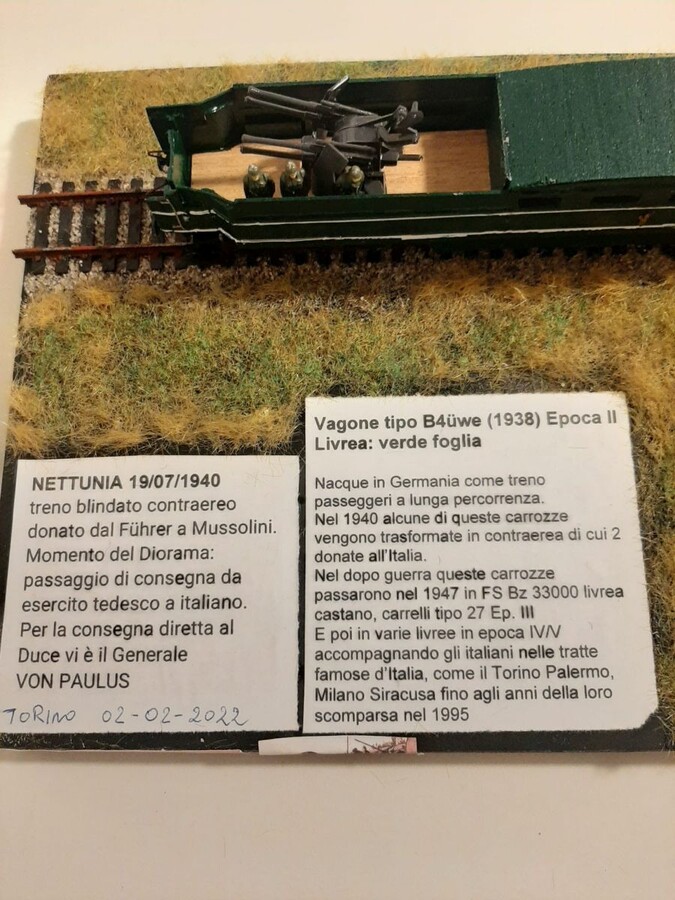 NETTUNIA 19/07/1940
treno blindato contraereo
donato dal Führer a Mussolini.
Momento del Diorama:
passaggio di consegna da
esercito tedesco a italiano.
Per la consegna diretta al
Duce vi è il Generale
VON PAULUS
TORINO 02-02-2022
Vagone tipo B4üwe (1938) Epoca II
Livrea: verde foglia
Nacque in Germania come treno
passeggeri a lunga percorrenza.
Nel 1940 alcune di queste carrozze
vengono trasformate in contraerea di cui 2
donate all'Italia.
Nel dopo guerra queste carrozze
passarono nel 1947 in FS Bz 33000 livrea
castano, carrelli tipo 27 Ep. III
E poi in varie livree in epoca IV/V
accompagnando gli italiani nelle tratte
famose d'Italia, come il Torino Palermo,
Milano Siracusa fino agli anni della loro
scomparsa nel 1995